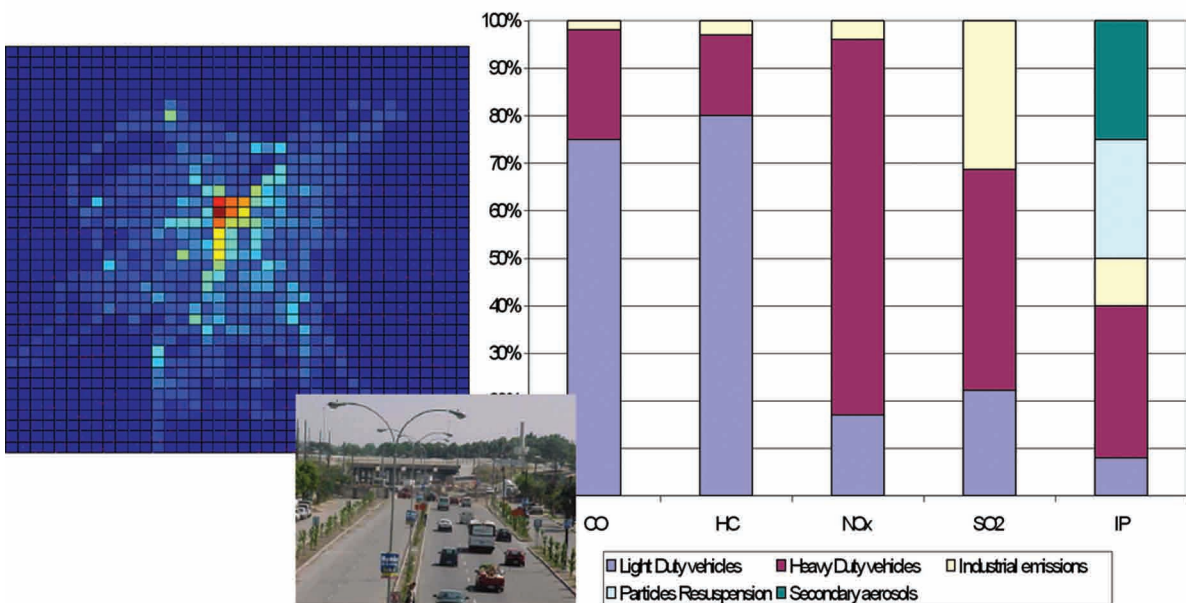 100%
90%
80%
70%
60%
50%
40%
30%
CO HC NOx SO2 IP
Light Duty vehicles Heavy Duty vehicles Industrial emissions
Particles Resuspension Secondary aerosols